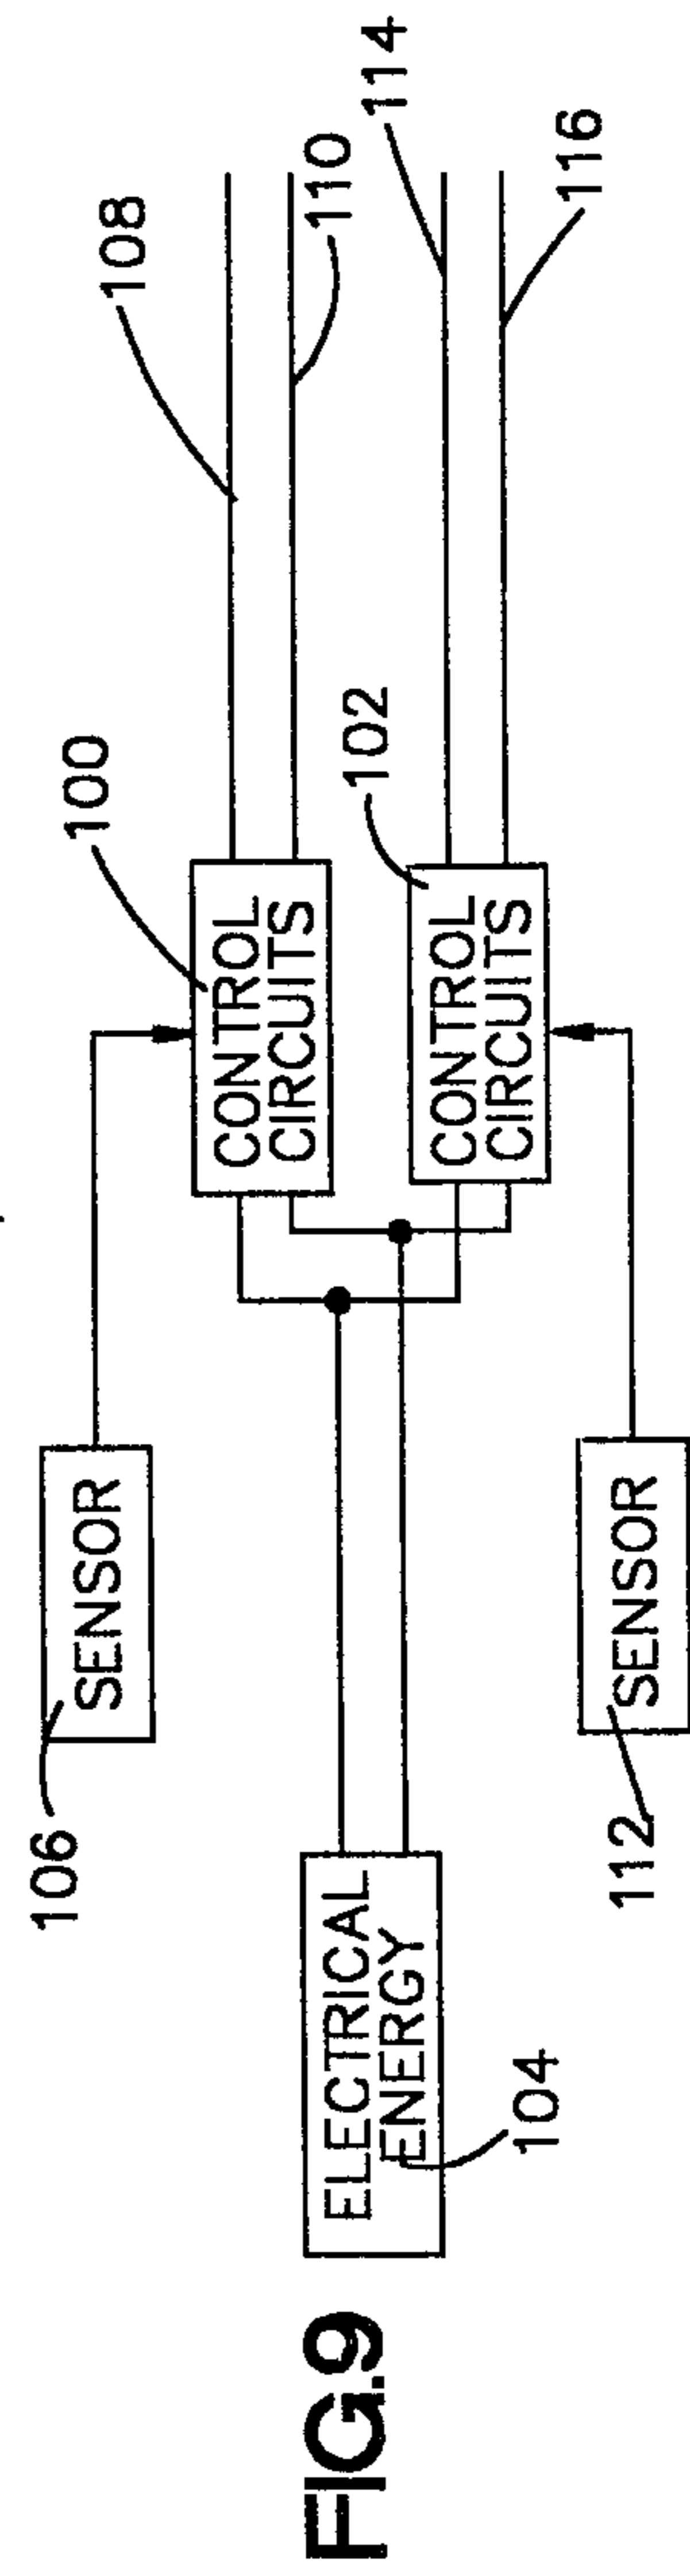 FIG.9
ELECTRICAL
ENERGY
104
106
SENSOR
112
SENSOR
100
CONTROL
CIRCUITS
102
CONTROL
CIRCUITS
108
110
114
116